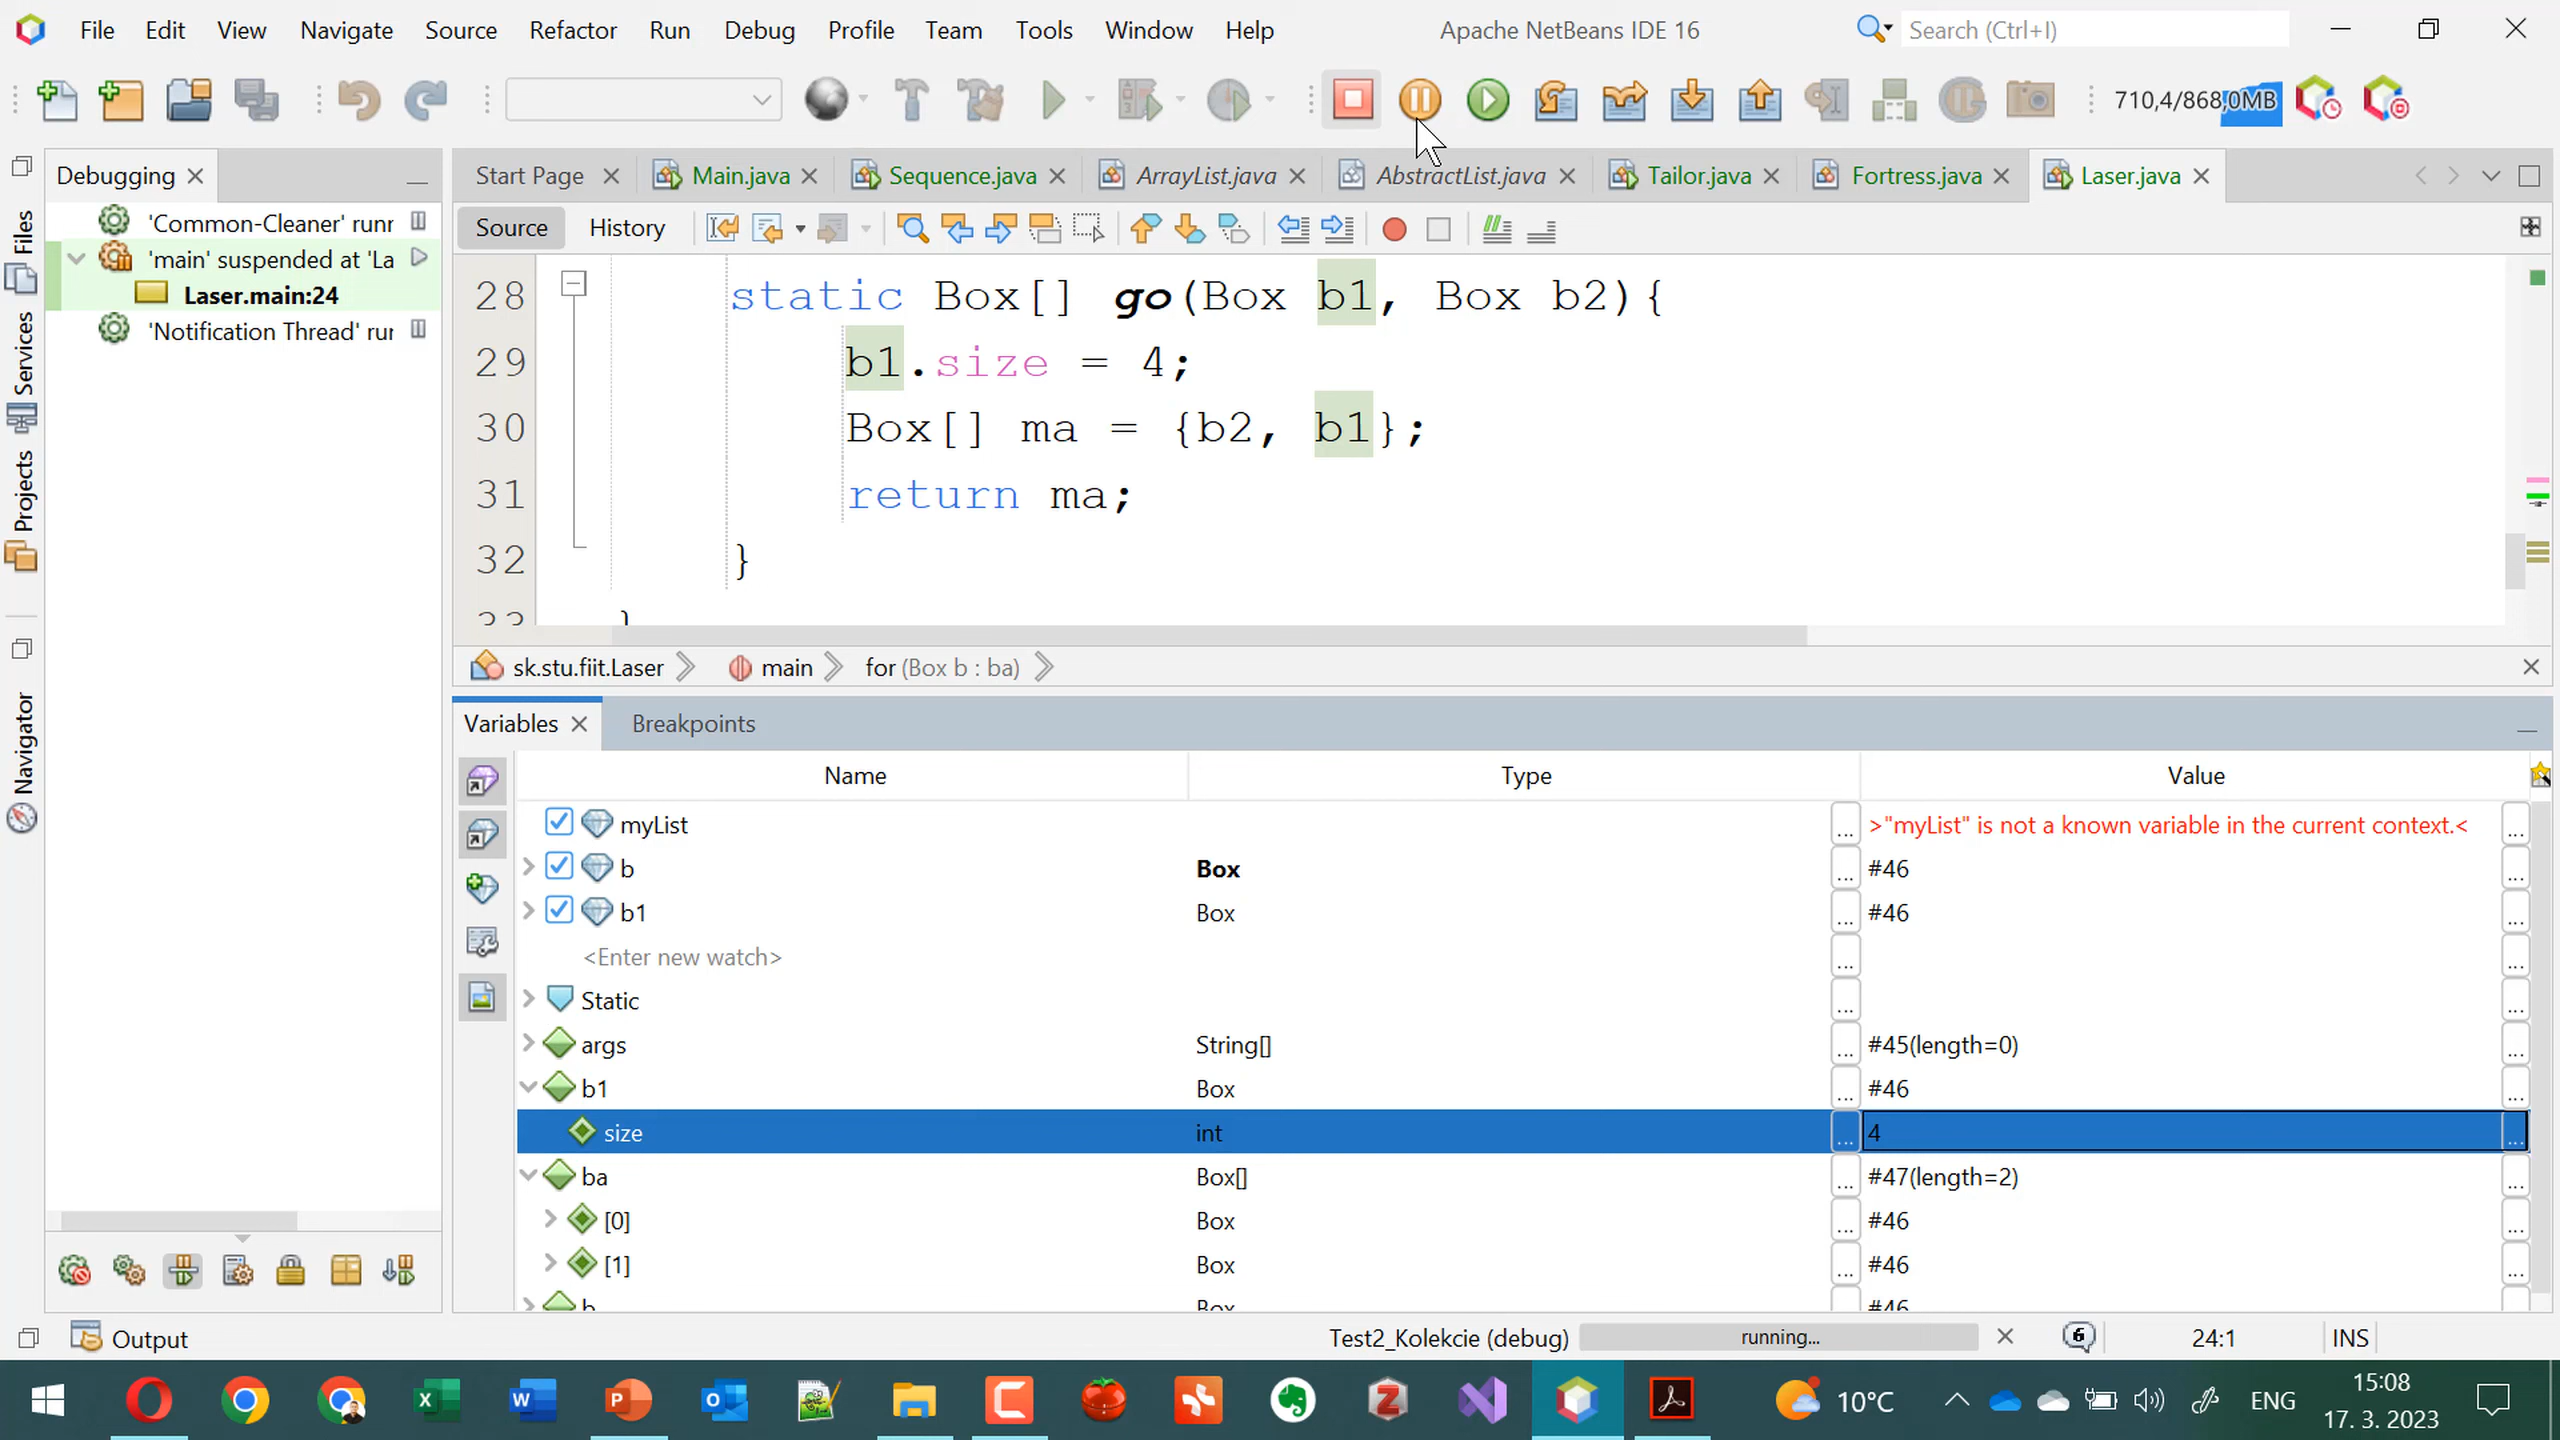 File Edit View Navigate Source Refactor Run Debug Profile Team Tools Window Help Apache NetBeans IDE 16 Search (Ctrl+I)
710,4/868,0MB
Debugging
Start Page Main.java Sequence.java ArrayList.java AbstractList.java Tailor.java Fortress.java Laser.java
Source History
'Common-Cleaner' runr
'main' suspended at 'La
Laser.main:24
'Notification Thread' rur
Files
Services
Projects
Navigator
28 static Box[] go(Box b1, Box b2){
29 b1.size = 4;
30 Box[] ma = {b2, b1};
31 return ma;
32 }
33 }
sk.stu.fiit.Laser main for (Box b : ba)
Variables Breakpoints
Name Type Value
myList ... >"myList" is not a known variable in the current context.< ...
b Box ... #46 ...
b1 Box ... #46 ...
<Enter new watch> ... ...
Static ... ...
args String[] ... #45(length=0) ...
b1 Box ... #46 ...
size int ... 4 ...
ba Box[] ... #47(length=2) ...
[0] Box ... #46 ...
[1] Box ... #46 ...
b Box #46
Output Test2_Kolekcie (debug) running... 6 24:1 INS
10°C ENG 15:08
17. 3. 2023